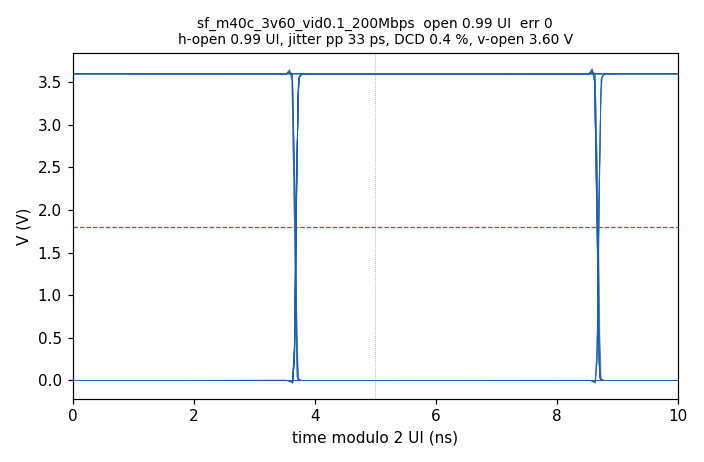 sf_m40c_3v60_vid0.1_200Mbps  open 0.99 UI  err 0
h-open 0.99 UI, jitter pp 33 ps, DCD 0.4 %, v-open 3.60 V
3.5
3.0
2.5
2.0
1.5
1.0
0.5
0.0
V (V)
0 2 4 6 8 10
time modulo 2 UI (ns)